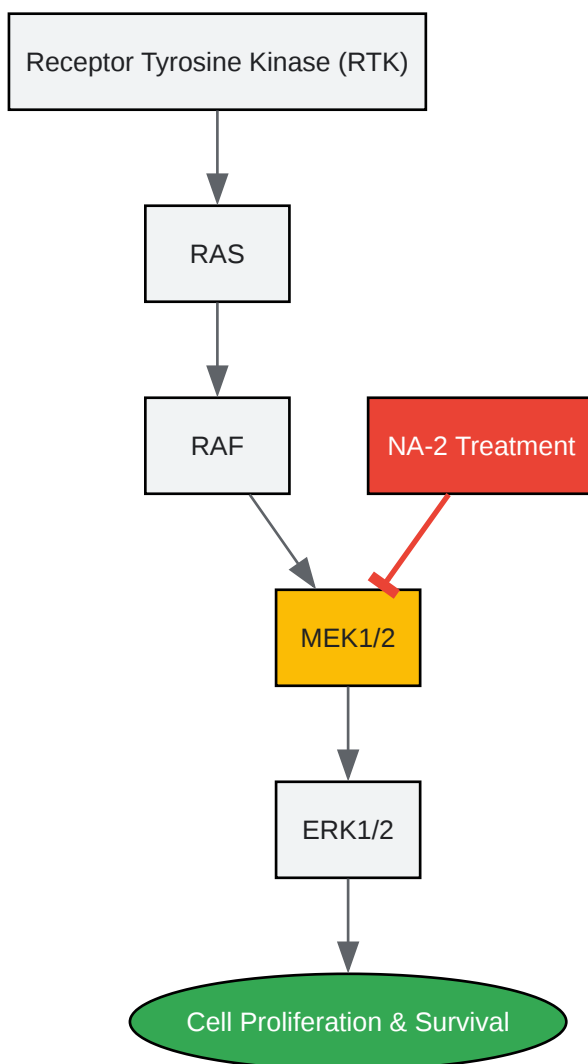 Receptor Tyrosine Kinase (RTK)
RAS
RAF
NA-2 Treatment
MEK1/2
ERK1/2
Cell Proliferation & Survival